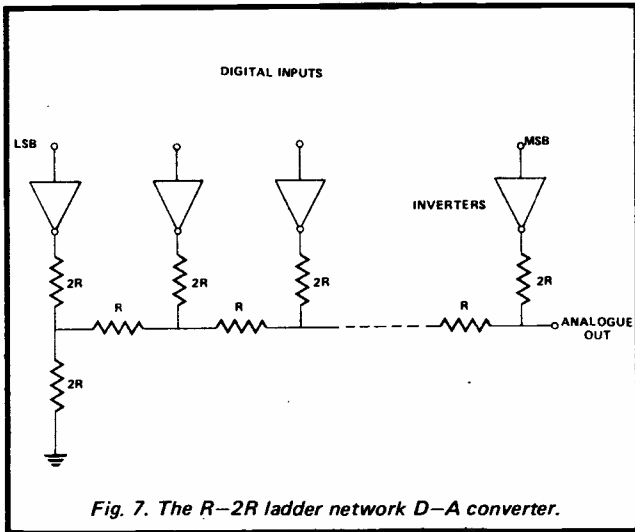 DIGITAL INPUTS
LSB
MSB
INVERTERS
2R
2R
2R
2R
R
R
R
ANALOGUE
OUT
2R
Fig. 7. The R–2R ladder network D–A converter.